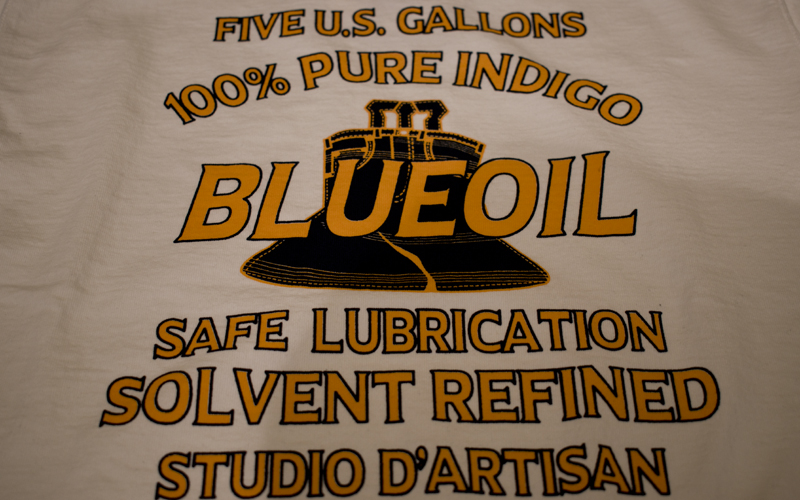 FIVE U.S. GALLONS
100% PURE INDIGO
BLUEOIL
SAFE LUBRICATION
SOLVENT REFINED
STUDIO D'ARTISAN